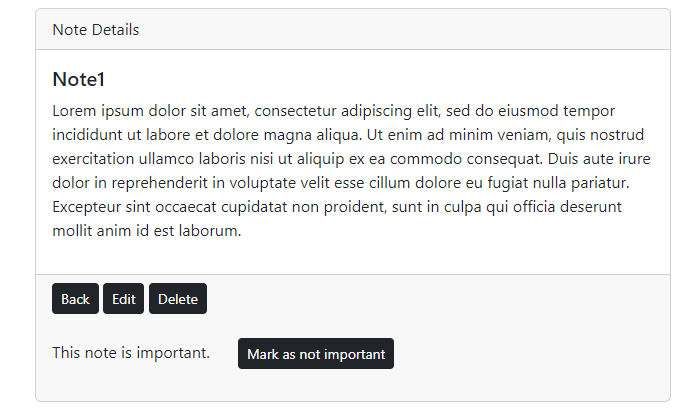 Note Details
Note1
Lorem ipsum dolor sit amet, consectetur adipiscing elit, sed do eiusmod tempor
incididunt ut labore et dolore magna aliqua. Ut enim ad minim veniam, quis nostrud
exercitation ullamco laboris nisi ut aliquip ex ea commodo consequat. Duis aute irure
dolor in reprehenderit in voluptate velit esse cillum dolore eu fugiat nulla pariatur.
Excepteur sint occaecat cupidatat non proident, sunt in culpa qui officia deserunt
mollit anim id est laborum.
Back Edit Delete
This note is important. Mark as not important